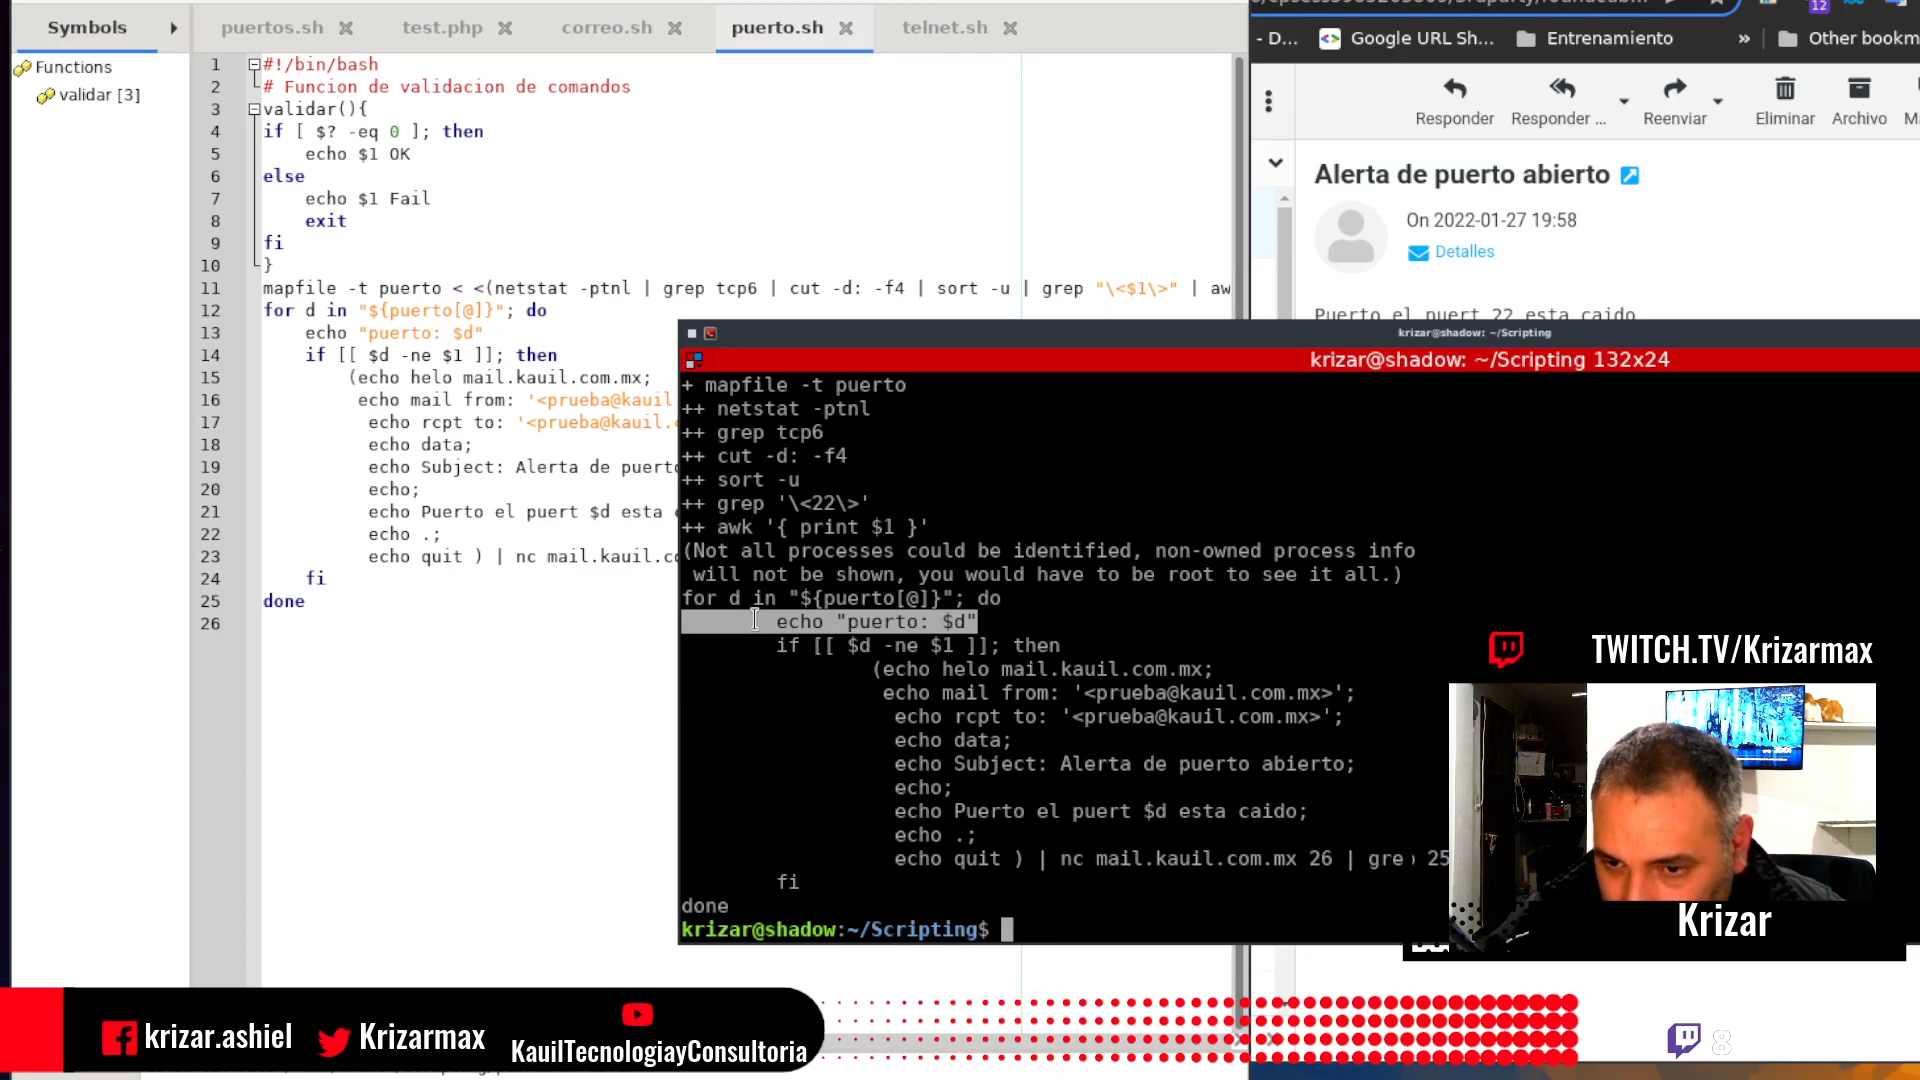 Symbols
puertos.sh
test.php
correo.sh
puerto.sh
telnet.sh
Functions
validar [3]
1 #!/bin/bash
2 # Funcion de validacion de comandos
3 validar(){
4 if [ $? -eq 0 ]; then
5 echo $1 OK
6 else
7 echo $1 Fail
8 exit
9 fi
10 }
11 mapfile -t puerto < <(netstat -ptnl | grep tcp6 | cut -d: -f4 | sort -u | grep "\<$1\>" | aw
12 for d in "${puerto[@]}"; do
13 echo "puerto: $d"
14 if [[ $d -ne $1 ]]; then
15 (echo helo mail.kauil.com.mx;
16 echo mail from: '<prueba@kauil
17 echo rcpt to: '<prueba@kauil.
18 echo data;
19 echo Subject: Alerta de puert
20 echo;
21 echo Puerto el puert $d esta
22 echo .;
23 echo quit ) | nc mail.kauil.c
24 fi
25 done
26
12
- D...
Google URL Sh...
Entrenamiento
»
Other bookm
Responder
Responder ...
Reenviar
Eliminar
Archivo
Alerta de puerto abierto
On 2022-01-27 19:58
Detalles
Puerto el puert 22 esta caido
krizar@shadow: ~/Scripting
krizar@shadow: ~/Scripting 132x24
+ mapfile -t puerto
++ netstat -ptnl
++ grep tcp6
++ cut -d: -f4
++ sort -u
++ grep '\<22\>'
++ awk '{ print $1 }'
(Not all processes could be identified, non-owned process info
will not be shown, you would have to be root to see it all.)
for d in "${puerto[@]}"; do
echo "puerto: $d"
if [[ $d -ne $1 ]]; then
(echo helo mail.kauil.com.mx;
echo mail from: '<prueba@kauil.com.mx>';
echo rcpt to: '<prueba@kauil.com.mx>';
echo data;
echo Subject: Alerta de puerto abierto;
echo;
echo Puerto el puert $d esta caido;
echo .;
echo quit ) | nc mail.kauil.com.mx 26 | gre 25
fi
done
krizar@shadow:~/Scripting$
TWITCH.TV/Krizarmax
Krizar
krizar.ashiel
Krizarmax
KauilTecnologiayConsultoria
8